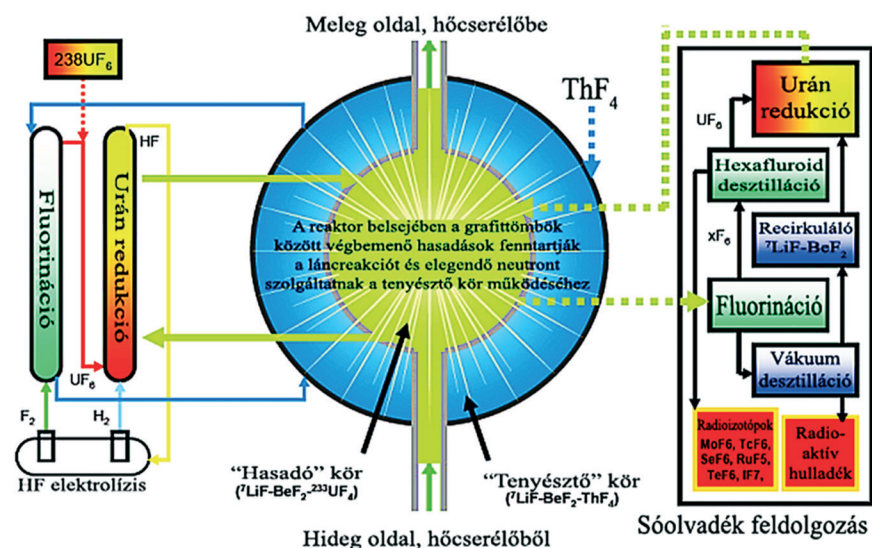 Meleg oldal, hőcserélőbe
238UF6
HF
Fluorináció
Urán redukció
UF6
F2
H2
HF elektrolízis
ThF4
A reaktor belsejében a grafittömbök
között végbemenő hasadások fenntartják
a láncreakciót és elegendő neutront
szolgáltatnak a tenyésztő kör működéséhez
"Hasadó" kör
(7LiF-BeF2-233UF4)
"Tenyésztő" kör
(7LiF-BeF2-ThF4)
Hideg oldal, hőcserélőből
Urán
redukció
UF6
Hexafluroid
desztilláció
xF6
Recirkuláló
7LiF-BeF2
Fluorináció
Vákuum
desztilláció
Radioizotópok
MoF6, TcF6,
SeF6, RuF5,
TeF6, IF7,
Radio-
aktív
hulladék
Sóolvadék feldolgozás